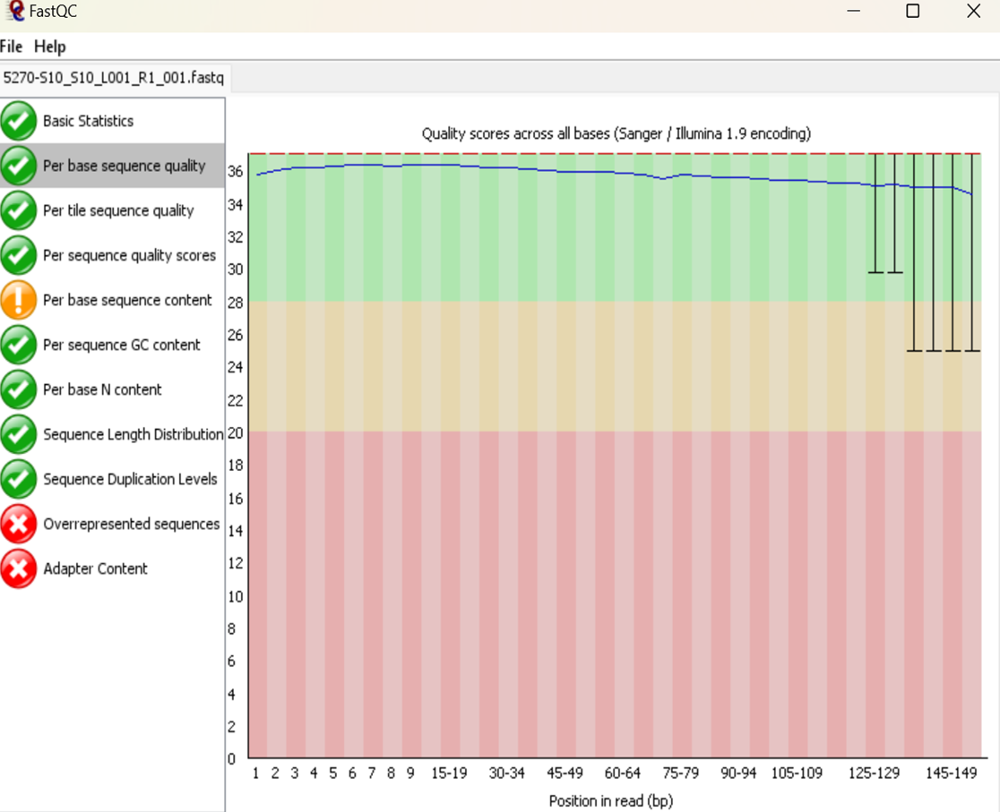 FastQC
File Help
5270-S10_S10_L001_R1_001.fastq
Basic Statistics
Per base sequence quality
Per tile sequence quality
Per sequence quality scores
Per base sequence content
Per sequence GC content
Per base N content
Sequence Length Distribution
Sequence Duplication Levels
Overrepresented sequences
Adapter Content
Quality scores across all bases (Sanger / Illumina 1.9 encoding)
36
34
32
30
28
26
24
22
20
18
16
14
12
10
8
6
4
2
0
1 2 3 4 5 6 7 8 9 15-19 30-34 45-49 60-64 75-79 90-94 105-109 125-129 145-149
Position in read (bp)